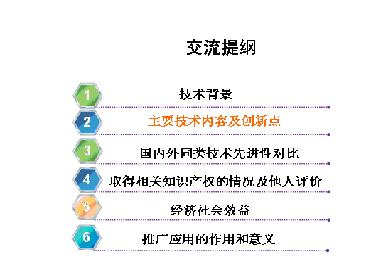 交流提纲
1 技术背景
2 主要技术内容及创新点
3 国内外同类技术先进性对比
4 取得相关知识产权的情况及他人评价
5 经济社会效益
6 推广应用的作用和意义